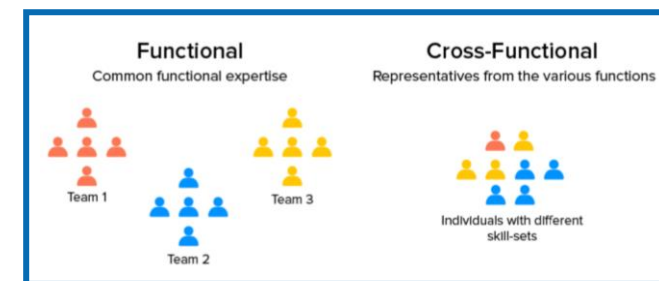 Functional
Common functional expertise
Team 1
Team 2
Team 3
Cross-Functional
Representatives from the various functions
Individuals with different
skill-sets